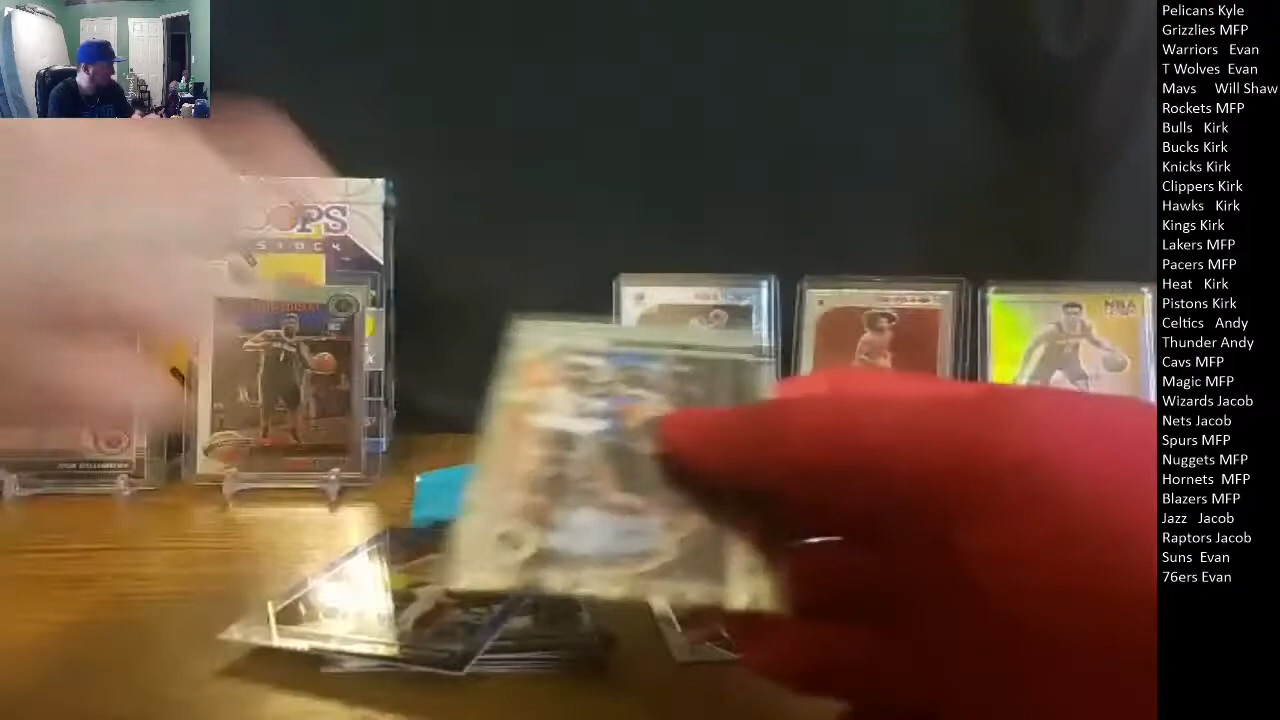 Pelicans Kyle
Grizzlies MFP
Warriors Evan
T Wolves Evan
Mavs Will Shaw
Rockets MFP
Bulls Kirk
Bucks Kirk
Knicks Kirk
Clippers Kirk
Hawks Kirk
Kings Kirk
Lakers MFP
Pacers MFP
Heat Kirk
Pistons Kirk
Celtics Andy
Thunder Andy
Cavs MFP
Magic MFP
Wizards Jacob
Nets Jacob
Spurs MFP
Nuggets MFP
Hornets MFP
Blazers MFP
Jazz Jacob
Raptors Jacob
Suns Evan
76ers Evan